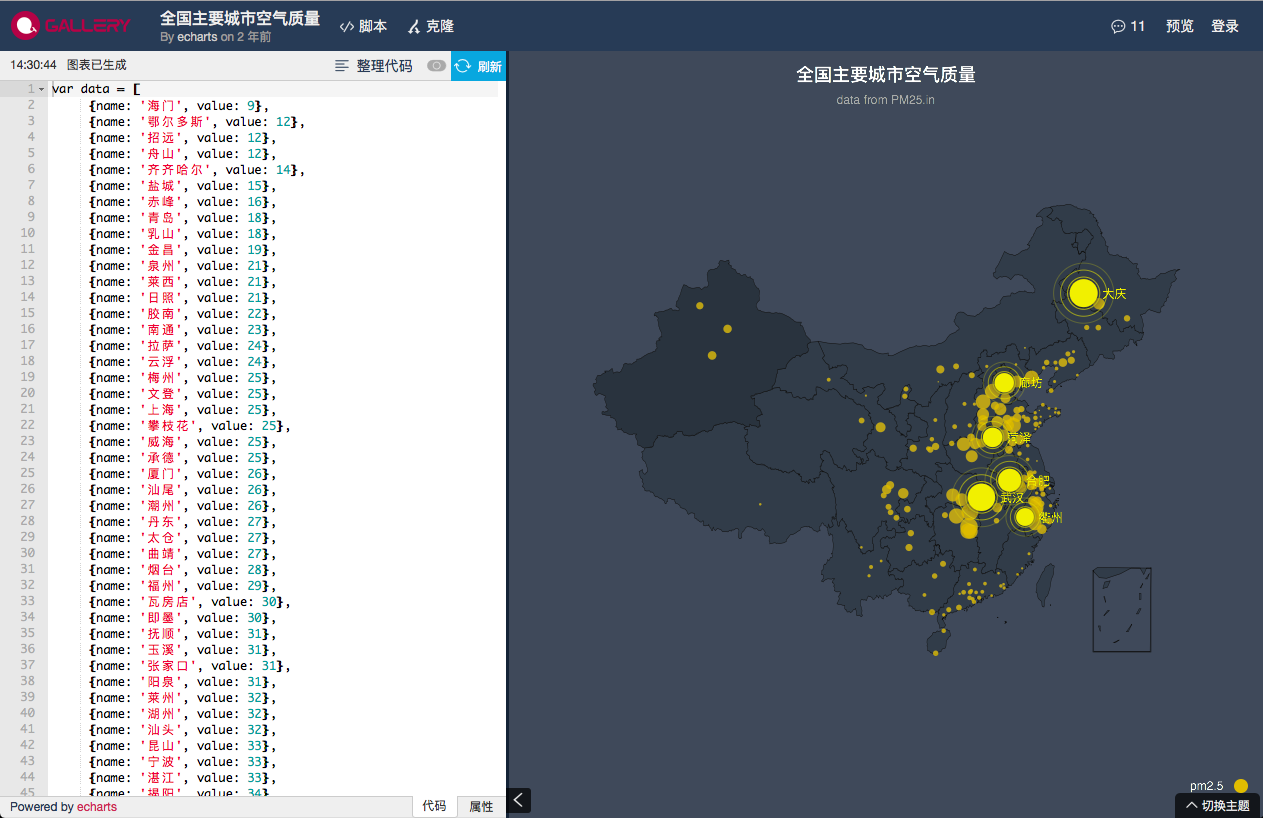 GALLERY
全国主要城市空气质量
By echarts on 2 年前
</> 脚本
克隆
11
预览
登录
14:30:44 图表已生成
整理代码
刷新
1 var data = [
2 {name: '海门', value: 9},
3 {name: '鄂尔多斯', value: 12},
4 {name: '招远', value: 12},
5 {name: '舟山', value: 12},
6 {name: '齐齐哈尔', value: 14},
7 {name: '盐城', value: 15},
8 {name: '赤峰', value: 16},
9 {name: '青岛', value: 18},
10 {name: '乳山', value: 18},
11 {name: '金昌', value: 19},
12 {name: '泉州', value: 21},
13 {name: '莱西', value: 21},
14 {name: '日照', value: 21},
15 {name: '胶南', value: 22},
16 {name: '南通', value: 23},
17 {name: '拉萨', value: 24},
18 {name: '云浮', value: 24},
19 {name: '梅州', value: 25},
20 {name: '文登', value: 25},
21 {name: '上海', value: 25},
22 {name: '攀枝花', value: 25},
23 {name: '威海', value: 25},
24 {name: '承德', value: 25},
25 {name: '厦门', value: 26},
26 {name: '汕尾', value: 26},
27 {name: '潮州', value: 26},
28 {name: '丹东', value: 27},
29 {name: '太仓', value: 27},
30 {name: '曲靖', value: 27},
31 {name: '烟台', value: 28},
32 {name: '福州', value: 29},
33 {name: '瓦房店', value: 30},
34 {name: '即墨', value: 30},
35 {name: '抚顺', value: 31},
36 {name: '玉溪', value: 31},
37 {name: '张家口', value: 31},
38 {name: '阳泉', value: 31},
39 {name: '莱州', value: 32},
40 {name: '湖州', value: 32},
41 {name: '汕头', value: 32},
42 {name: '昆山', value: 33},
43 {name: '宁波', value: 33},
44 {name: '湛江', value: 33},
45 {name: '揭阳', value: 34},
Powered by echarts
代码
属性
全国主要城市空气质量
data from PM25.in
大庆
廊坊
菏泽
合肥
武汉
衢州
pm2.5
切换主题